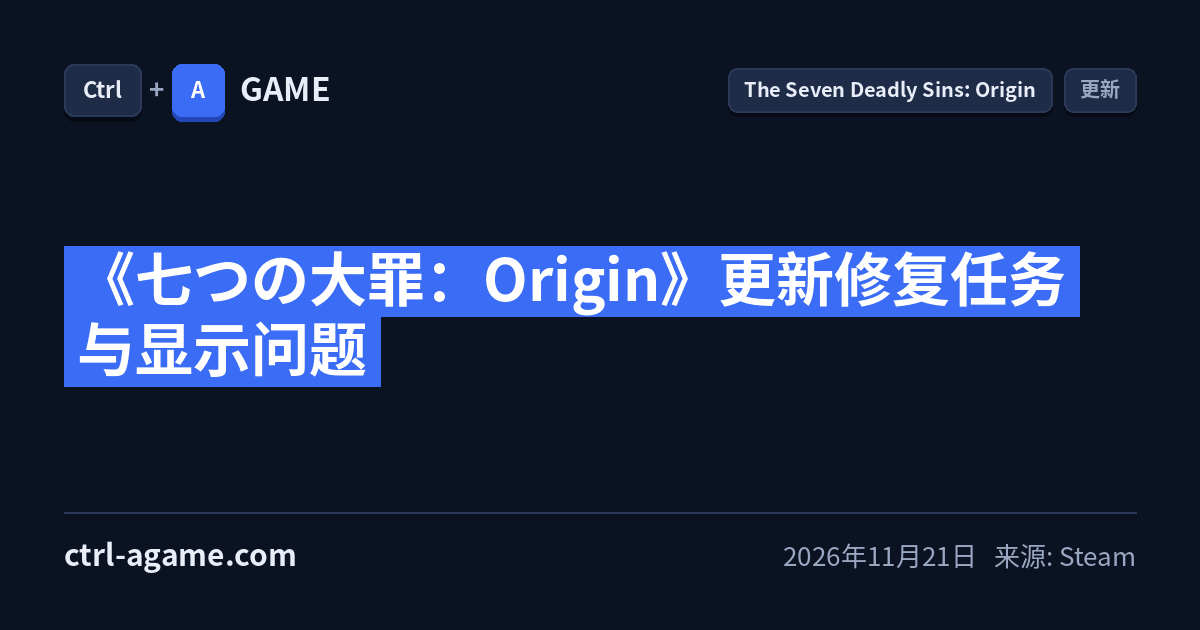 Ctrl + A GAME
The Seven Deadly Sins: Origin 更新
《七つの大罪：Origin》更新修复任务
与显示问题
ctrl-agame.com
2026年11月21日 来源: Steam